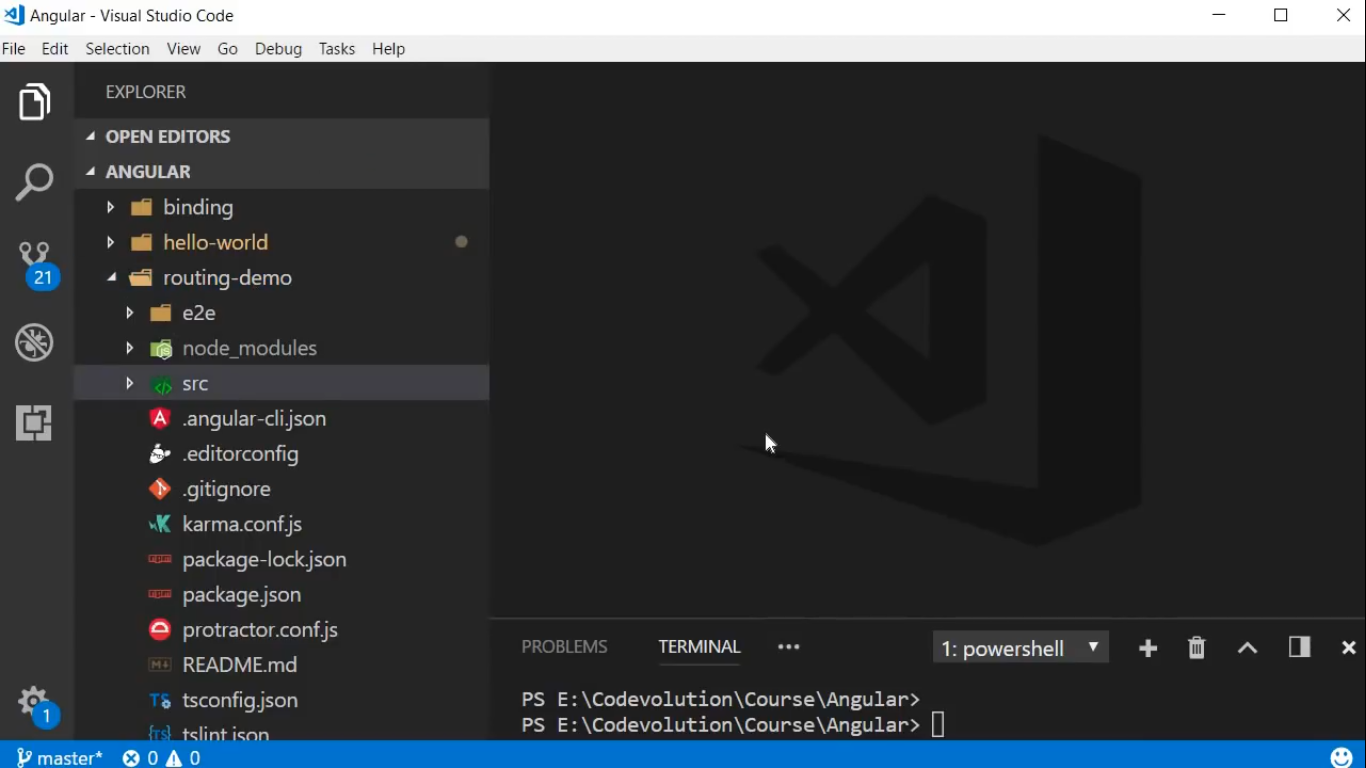 Angular - Visual Studio Code
File Edit Selection View Go Debug Tasks Help
EXPLORER
OPEN EDITORS
ANGULAR
binding
hello-world
routing-demo
e2e
node_modules
src
.angular-cli.json
.editorconfig
.gitignore
karma.conf.js
package-lock.json
package.json
protractor.conf.js
README.md
tsconfig.json
tslint.json
21
1
PROBLEMS TERMINAL ••• 1: powershell
PS E:\Codevolution\Course\Angular>
PS E:\Codevolution\Course\Angular>
master* 0 0